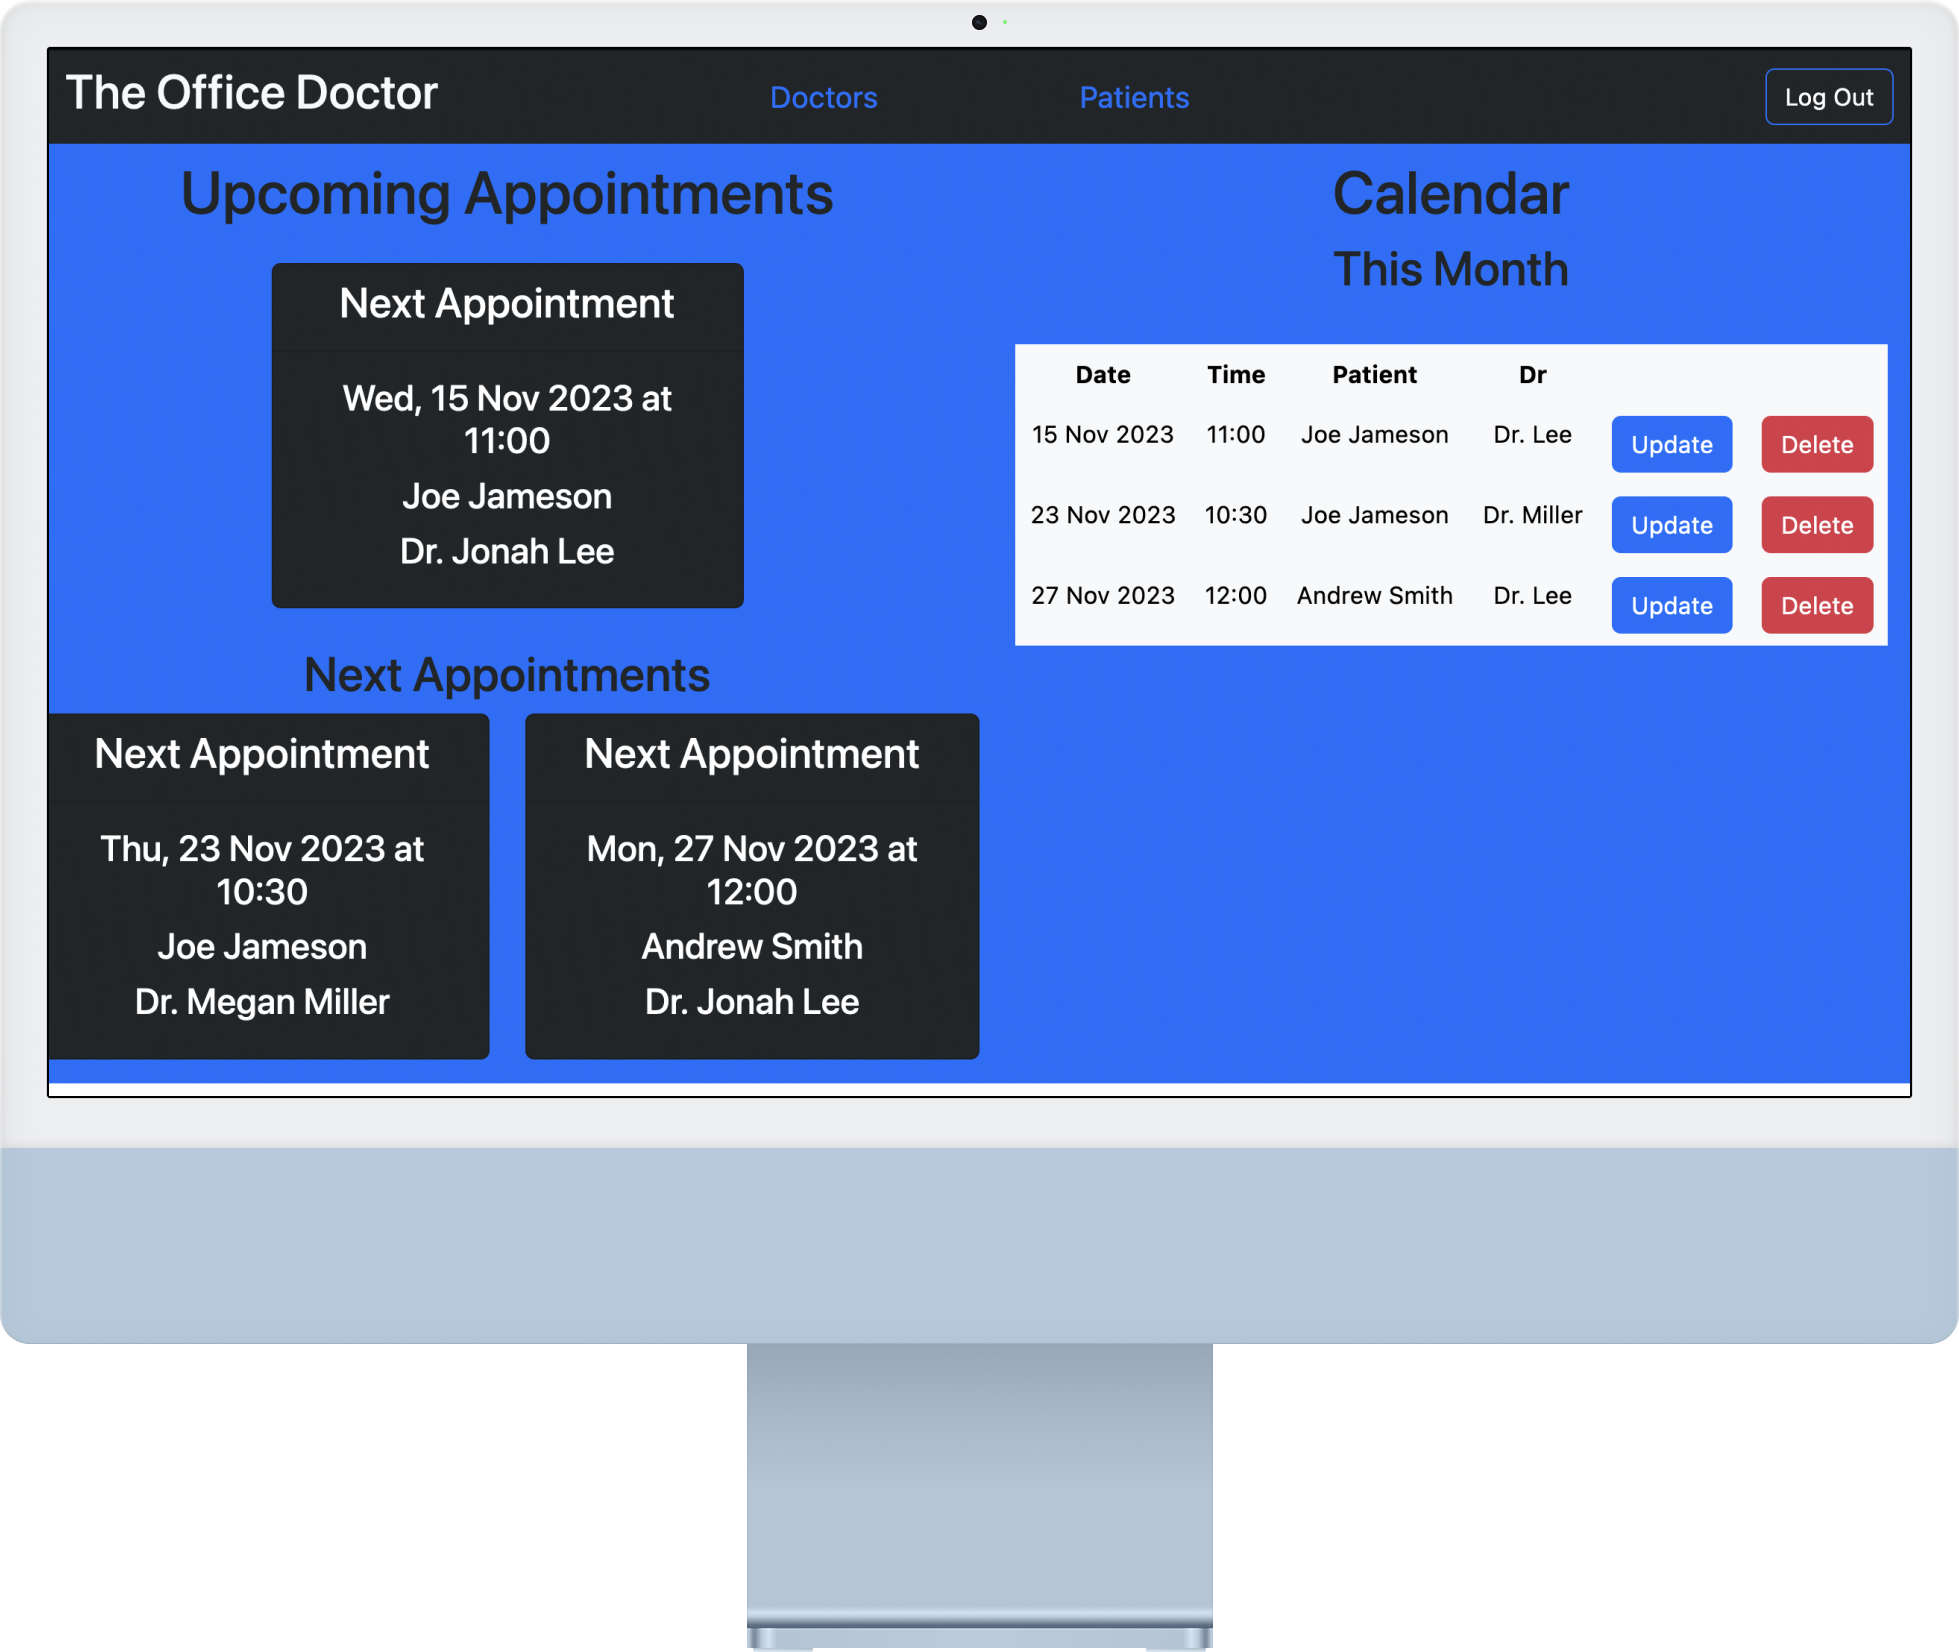 The Office Doctor
Doctors
Patients
Log Out
Upcoming Appointments
Next Appointment
Wed, 15 Nov 2023 at
11:00
Joe Jameson
Dr. Jonah Lee
Next Appointments
Next Appointment
Thu, 23 Nov 2023 at
10:30
Joe Jameson
Dr. Megan Miller
Next Appointment
Mon, 27 Nov 2023 at
12:00
Andrew Smith
Dr. Jonah Lee
Calendar
This Month
Date Time Patient Dr
15 Nov 2023 11:00 Joe Jameson Dr. Lee Update Delete
23 Nov 2023 10:30 Joe Jameson Dr. Miller Update Delete
27 Nov 2023 12:00 Andrew Smith Dr. Lee Update Delete